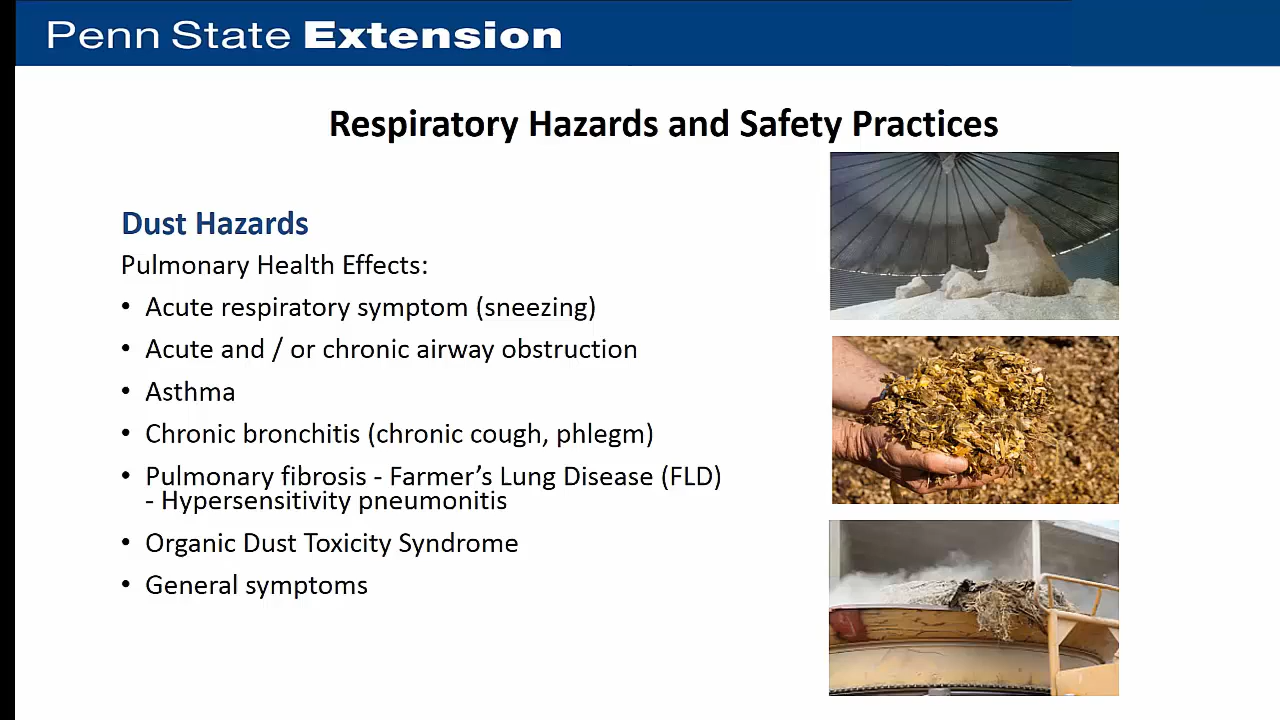 Penn State Extension
Respiratory Hazards and Safety Practices
Dust Hazards
Pulmonary Health Effects:
• Acute respiratory symptom (sneezing)
• Acute and / or chronic airway obstruction
• Asthma
• Chronic bronchitis (chronic cough, phlegm)
• Pulmonary fibrosis - Farmer’s Lung Disease (FLD)
- Hypersensitivity pneumonitis
• Organic Dust Toxicity Syndrome
• General symptoms